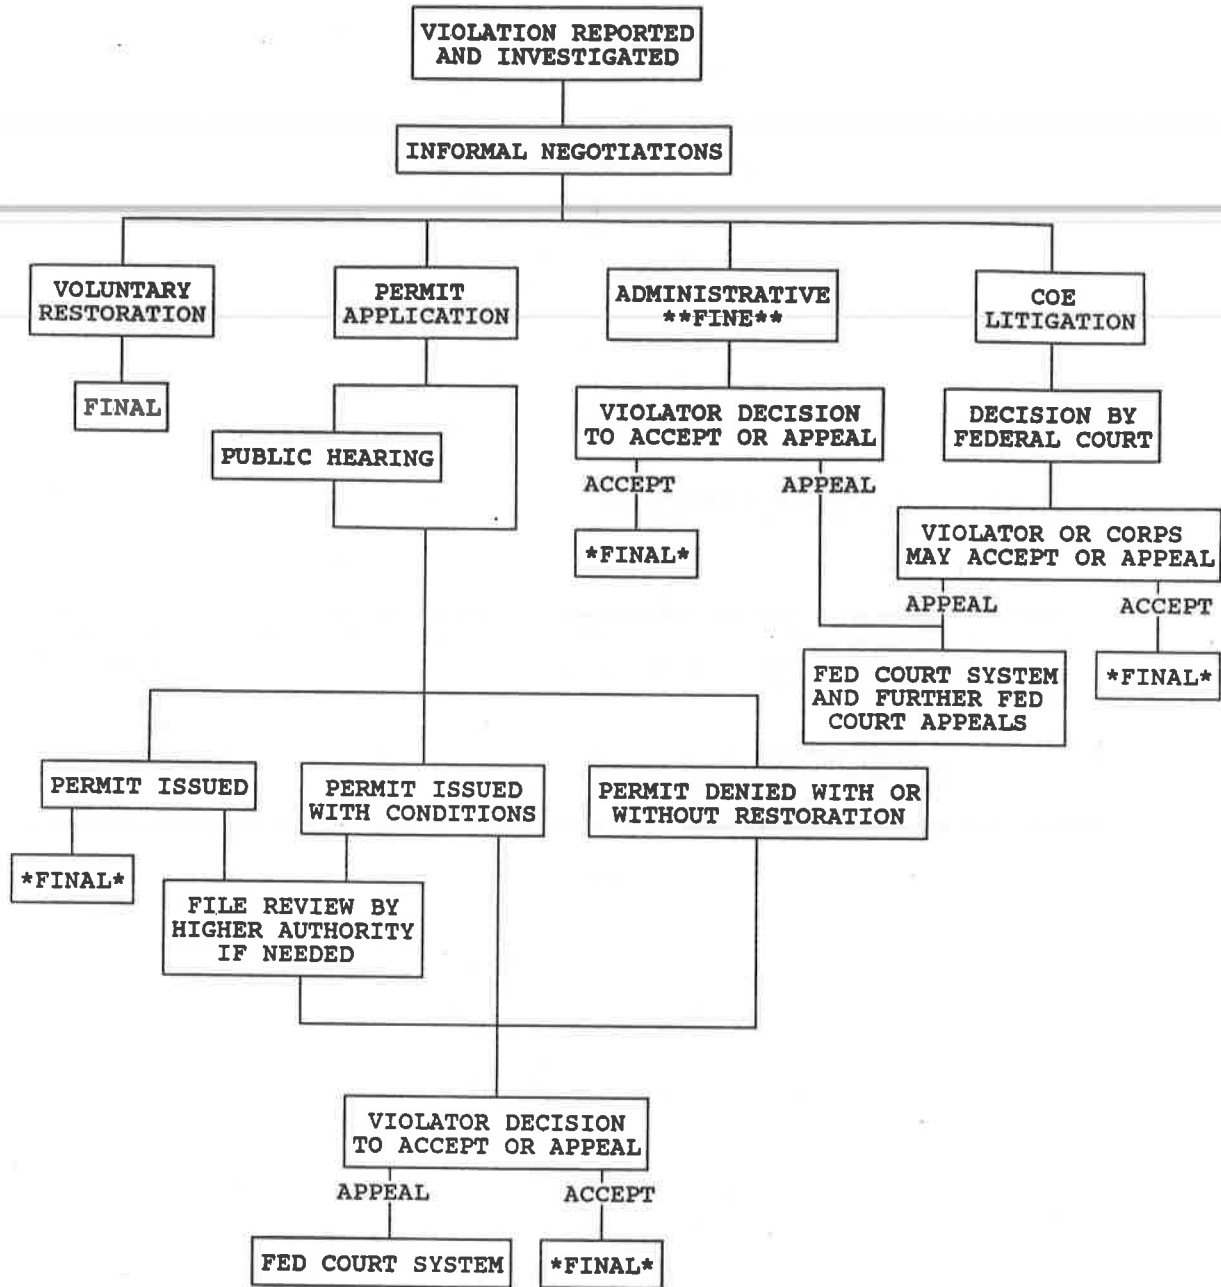 VIOLATION REPORTED
AND INVESTIGATED
INFORMAL NEGOTIATIONS
VOLUNTARY
RESTORATION
PERMIT
APPLICATION
ADMINISTRATIVE
**FINE**
COE
LITIGATION
FINAL
VIOLATOR DECISION
TO ACCEPT OR APPEAL
DECISION BY
FEDERAL COURT
PUBLIC HEARING
ACCEPT
APPEAL
*FINAL*
VIOLATOR OR CORPS
MAY ACCEPT OR APPEAL
APPEAL
ACCEPT
FED COURT SYSTEM
AND FURTHER FED
COURT APPEALS
*FINAL*
PERMIT ISSUED
PERMIT ISSUED
WITH CONDITIONS
PERMIT DENIED WITH OR
WITHOUT RESTORATION
*FINAL*
FILE REVIEW BY
HIGHER AUTHORITY
IF NEEDED
VIOLATOR DECISION
TO ACCEPT OR APPEAL
APPEAL
ACCEPT
FED COURT SYSTEM
*FINAL*